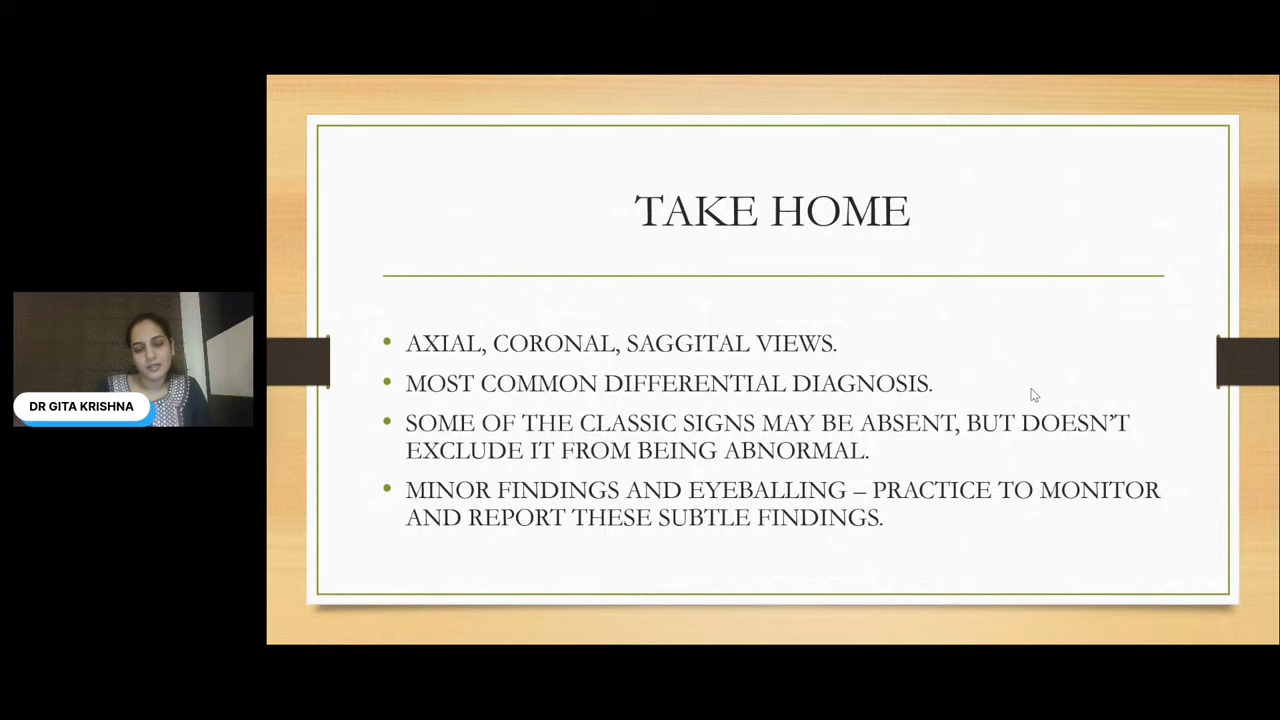 TAKE HOME
• AXIAL, CORONAL, SAGGITAL VIEWS.
• MOST COMMON DIFFERENTIAL DIAGNOSIS.
• SOME OF THE CLASSIC SIGNS MAY BE ABSENT, BUT DOESN’T
EXCLUDE IT FROM BEING ABNORMAL.
• MINOR FINDINGS AND EYEBALLING – PRACTICE TO MONITOR
AND REPORT THESE SUBTLE FINDINGS.
DR GITA KRISHNA